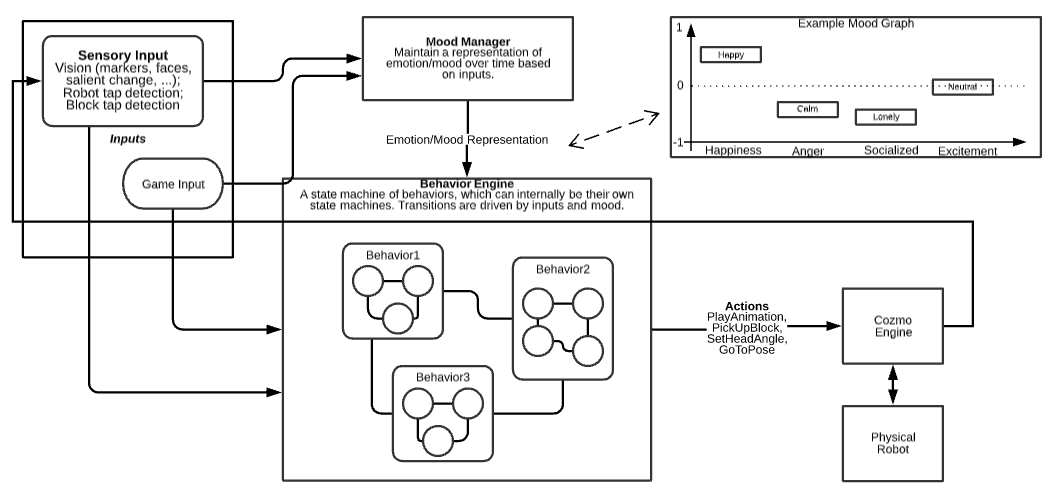 Sensory Input
Vision (markers, faces,
salient change, ...);
Robot tap detection;
Block tap detection
Inputs
Game Input
Mood Manager
Maintain a representation of
emotion/mood over time based
on inputs.
Emotion/Mood Representation
Example Mood Graph
1
0
-1
Happy
Calm
Lonely
Neutral
Happiness
Anger
Socialized
Excitement
Behavior Engine
A state machine of behaviors, which can internally be their own
state machines. Transitions are driven by inputs and mood.
Behavior1
Behavior2
Behavior3
Actions
PlayAnimation,
PickUpBlock,
SetHeadAngle,
GoToPose
Cozmo
Engine
Physical
Robot